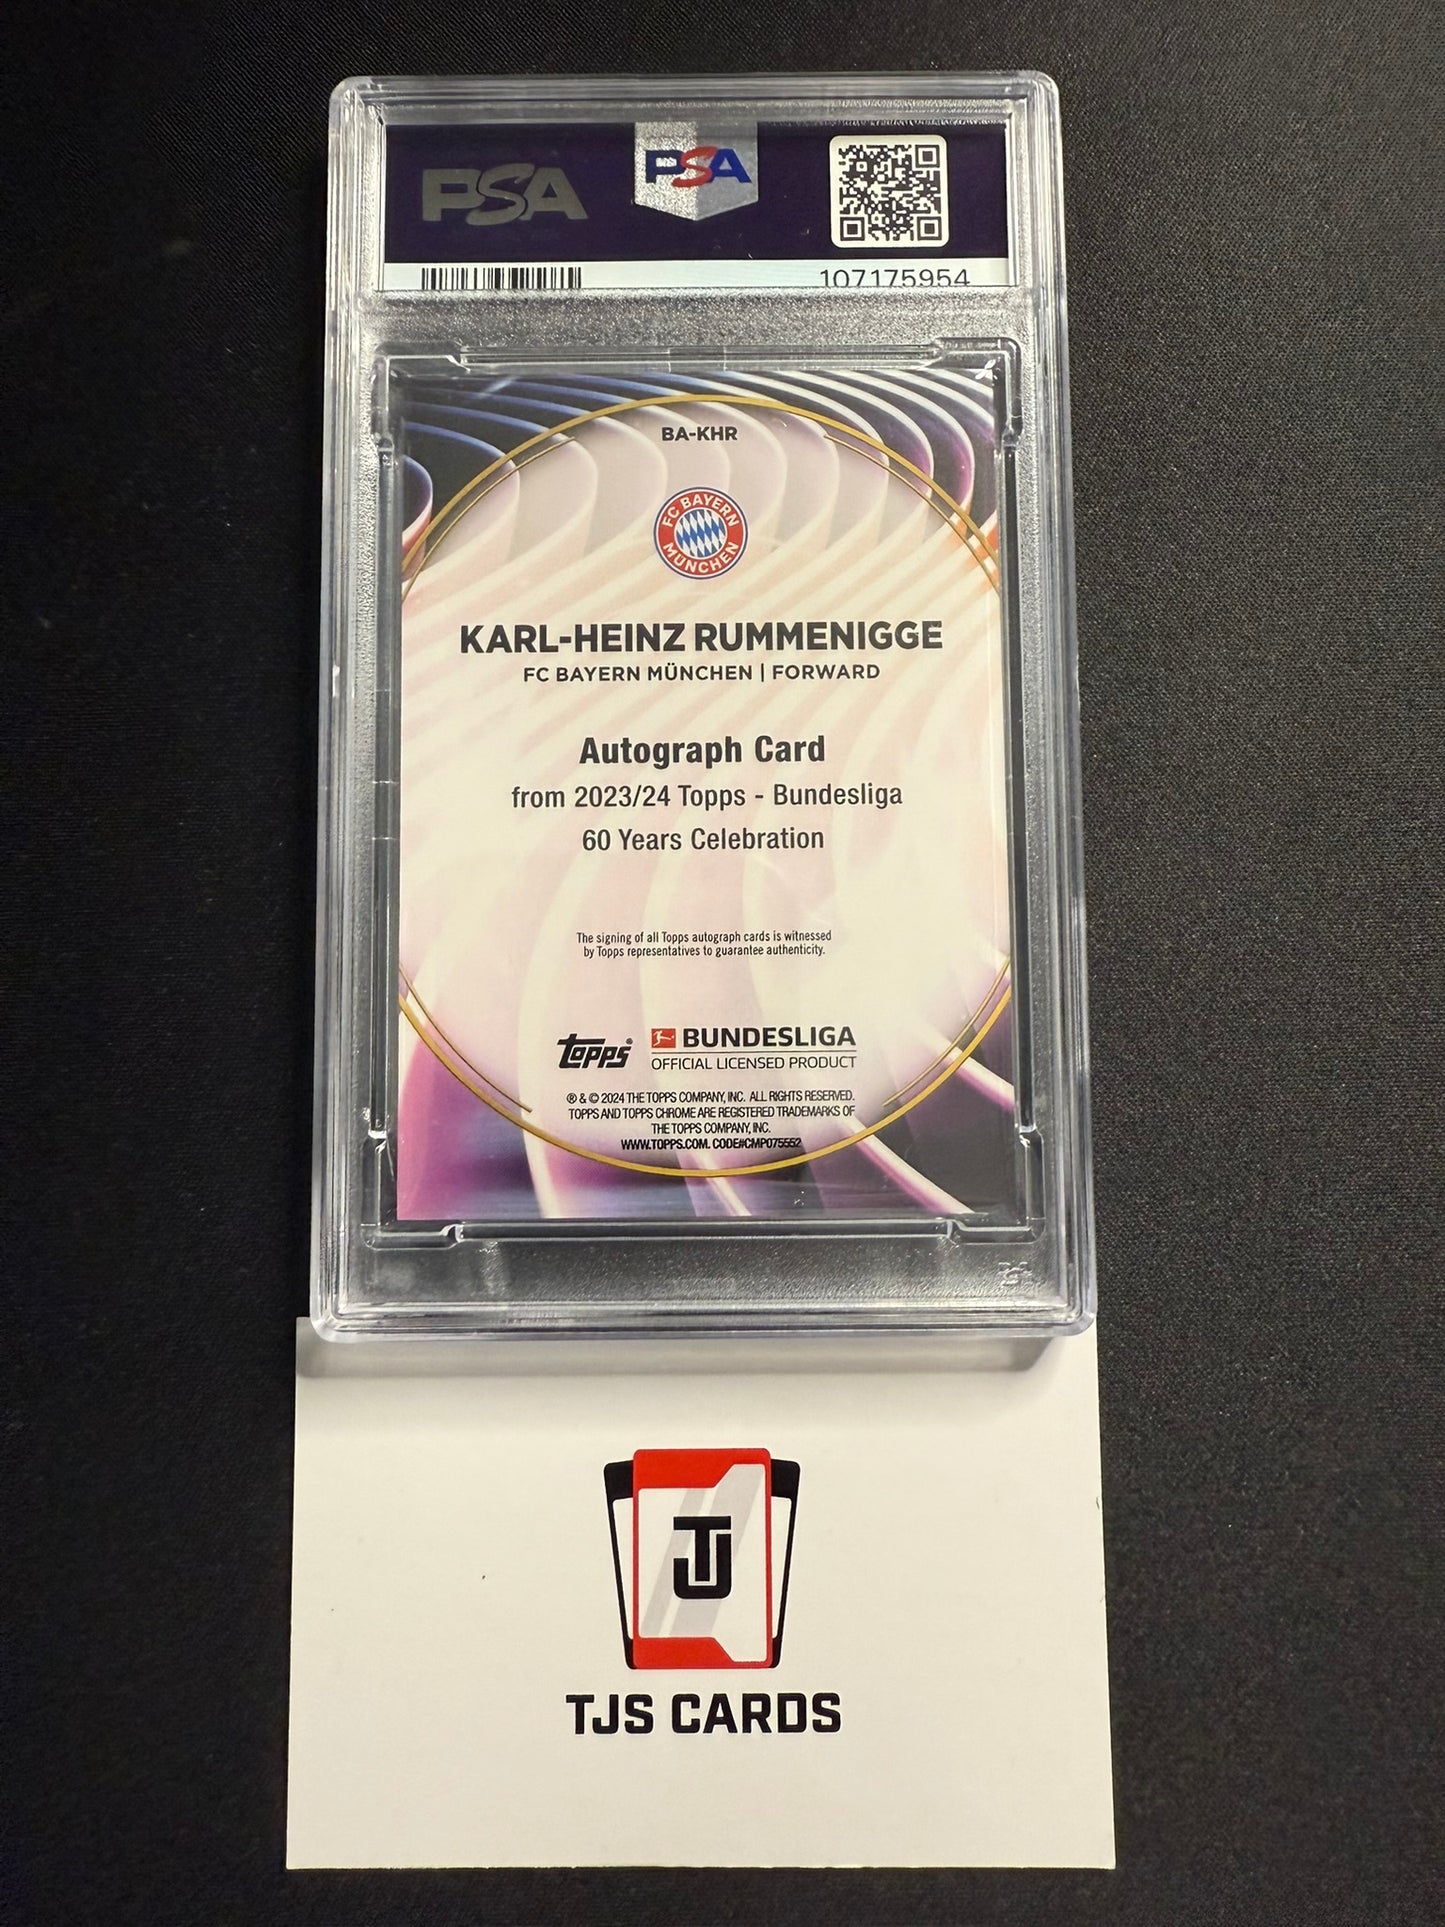 PSA
PSA
107175954
BA-KHR
FC BAYERN
MÜNCHEN
KARL-HEINZ RUMMENIGGE
FC BAYERN MÜNCHEN | FORWARD
Autograph Card
from 2023/24 Topps - Bundesliga
60 Years Celebration
The signing of all Topps autograph cards is witnessed
by Topps representatives to guarantee authenticity.
topps® BUNDESLIGA
OFFICIAL LICENSED PRODUCT
® & © 2024 THE TOPPS COMPANY, INC. ALL RIGHTS RESERVED.
TOPPS AND TOPPS CHROME ARE REGISTERED TRADEMARKS OF
THE TOPPS COMPANY, INC.
WWW.TOPPS.COM. CODE#CMP075552
TJ
TJS CARDS